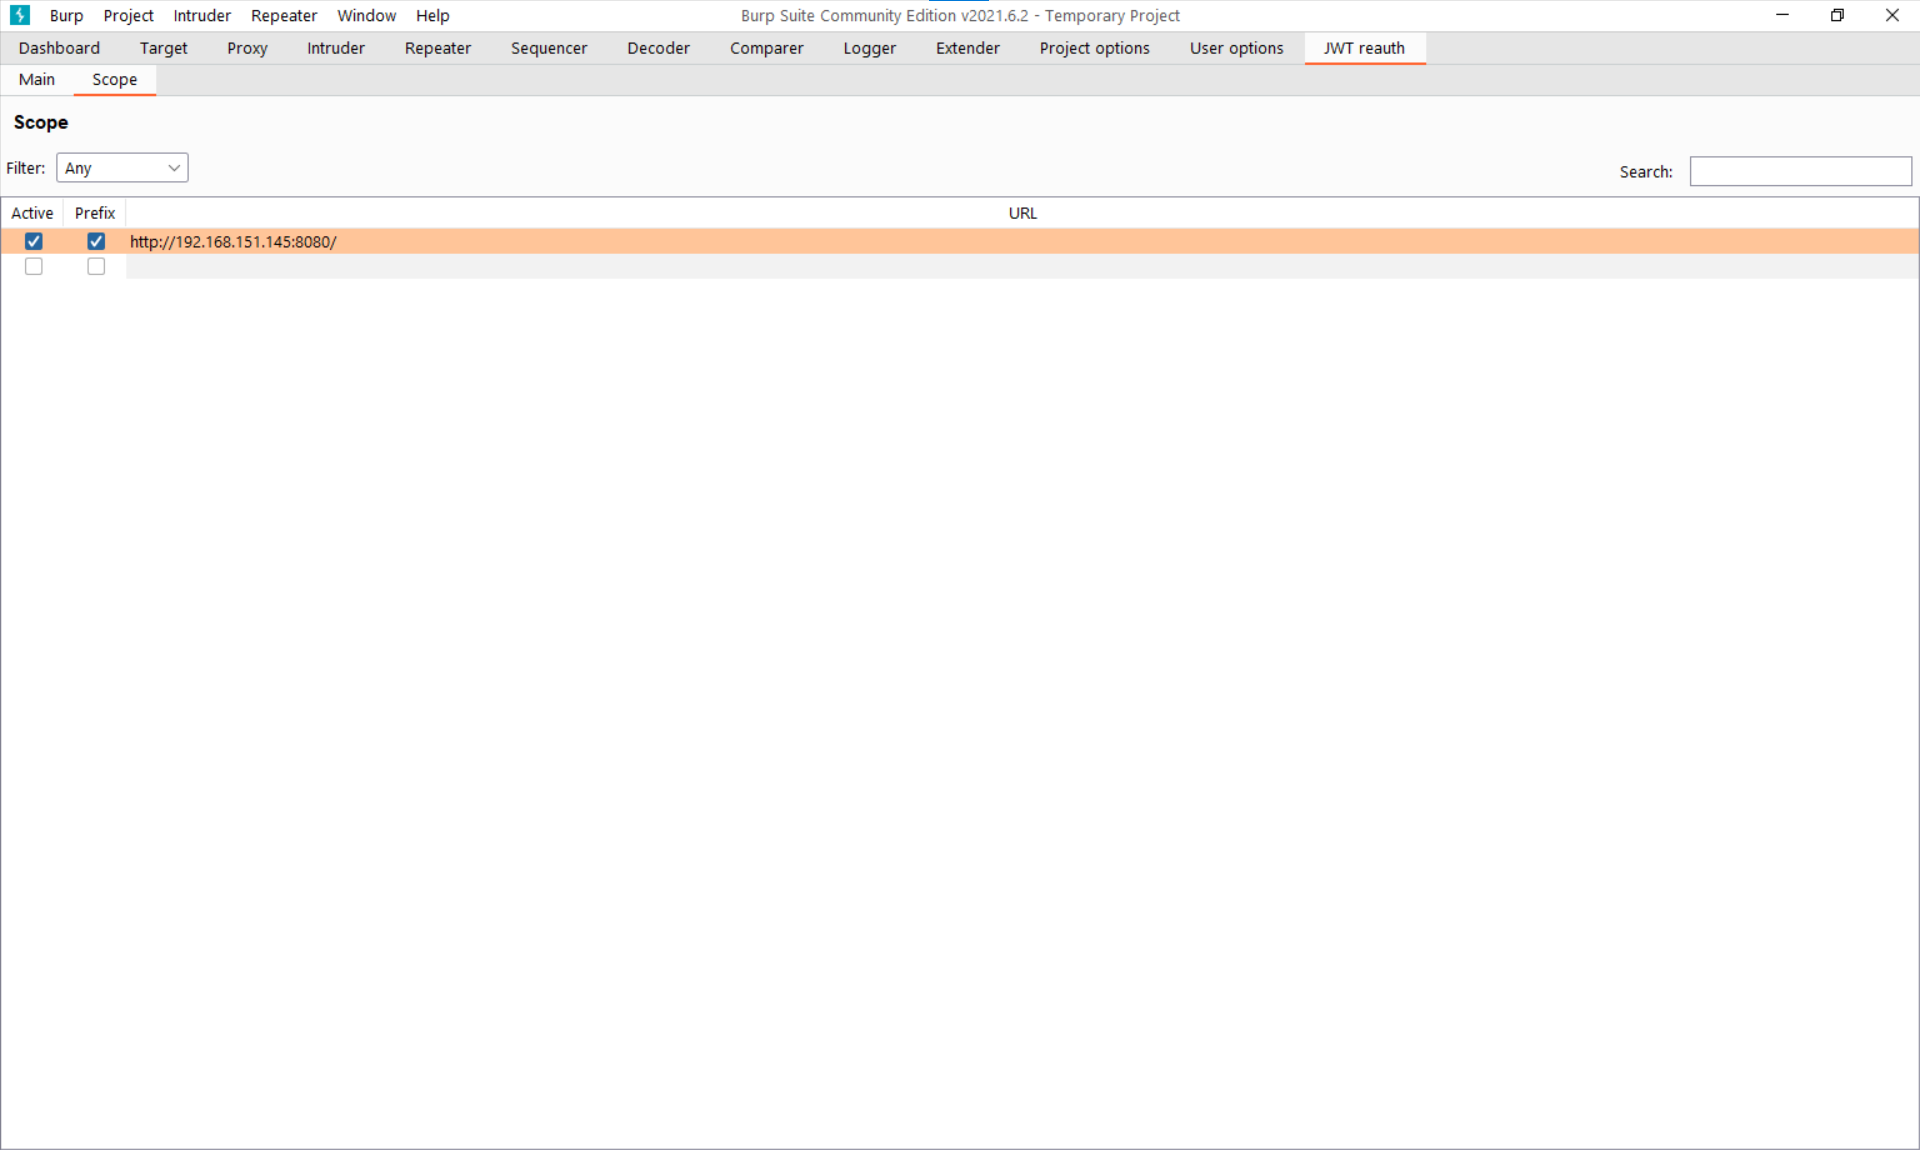 Burp Project Intruder Repeater Window Help Burp Suite Community Edition v2021.6.2 - Temporary Project
Dashboard Target Proxy Intruder Repeater Sequencer Decoder Comparer Logger Extender Project options User options JWT reauth
Main Scope
Scope
Filter: Any Search:
Active Prefix URL
http://192.168.151.145:8080/